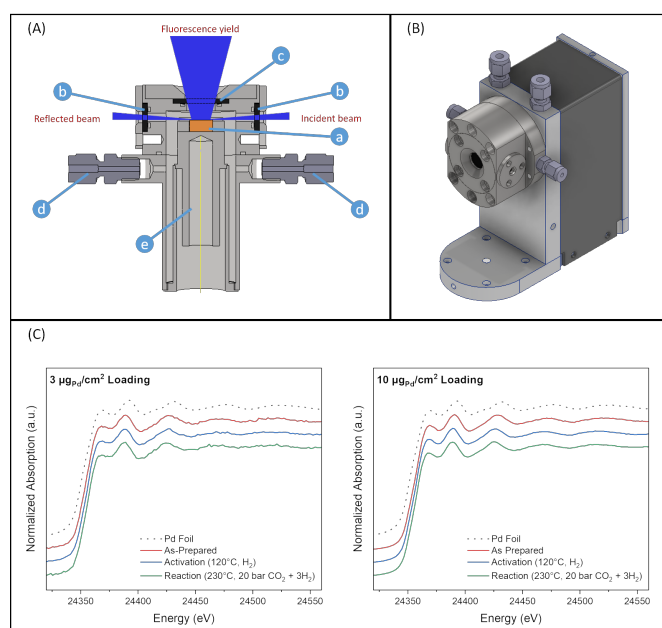 (A)
Fluorescence yield
c
b
b
Reflected beam
Incident beam
a
d
d
e
(B)
(C)
3 µg_Pd/cm² Loading
Normalized Absorption (a.u.)
Pd Foil
As-Prepared
Activation (120°C, H₂)
Reaction (230°C, 20 bar CO₂ + 3H₂)
24350 24400 24450 24500 24550
Energy (eV)
10 µg_Pd/cm² Loading
Normalized Absorption (a.u.)
Pd Foil
As Prepared
Activation (120°C, H₂)
Reaction (230°C, 20 bar CO₂ + 3H₂)
24350 24400 24450 24500 24550
Energy (eV)